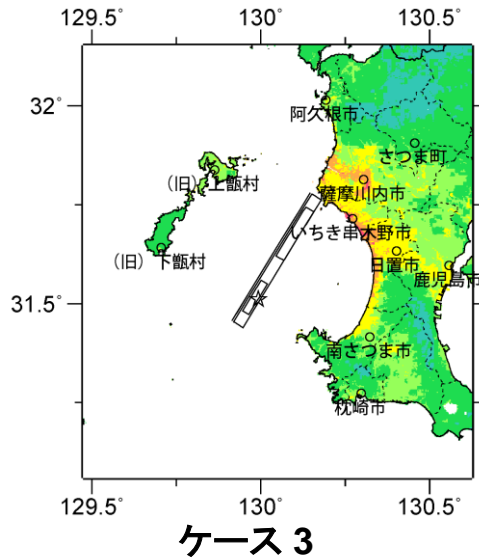 129.5° 130° 130.5°
32°
阿久根市
さつま町
（旧）上甑村
薩摩川内市
いちき串木野市
（旧）下甑村
日置市
鹿児島市
31.5°
南さつま市
枕崎市
129.5° 130° 130.5°
ケース 3